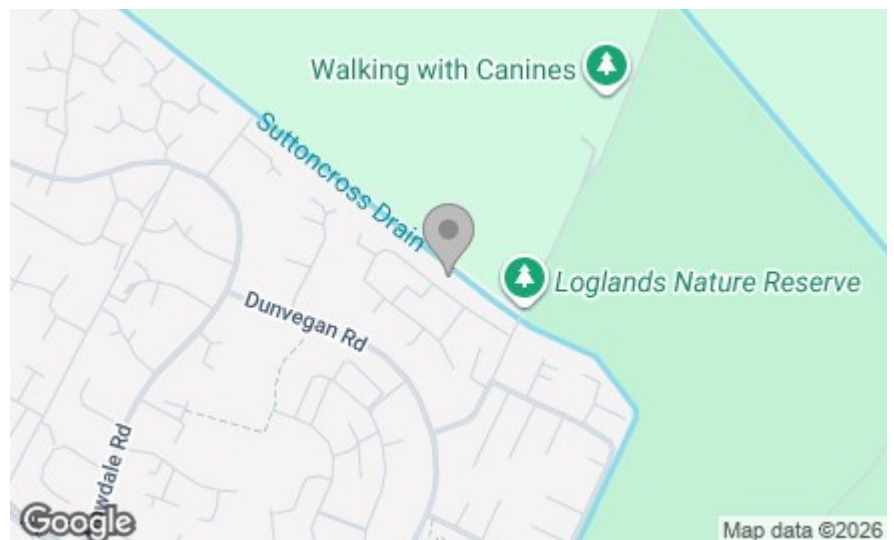 Walking with Canines
Suttoncross Drain
Loglands Nature Reserve
Dunvegan Rd
Google
Map data ©2026